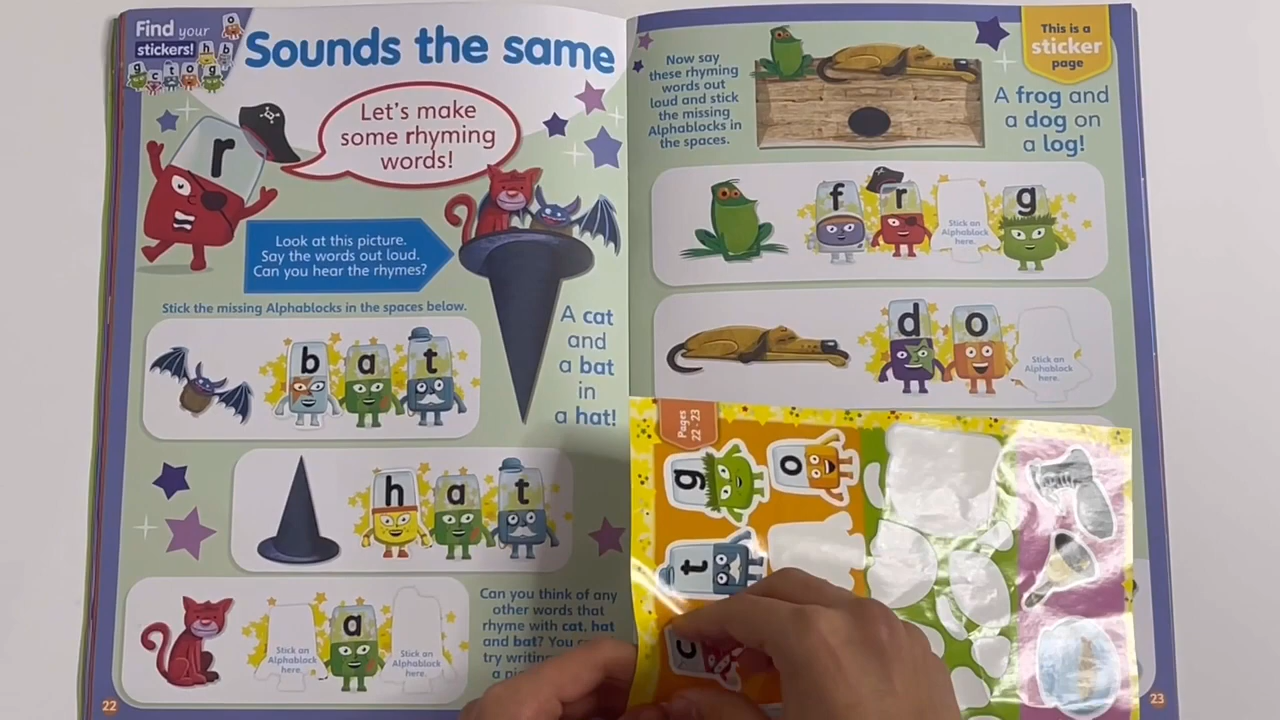 Find your
stickers!
o
h b
g c t o g
Sounds the same
r
Let's make
some rhyming
words!
Look at this picture.
Say the words out loud.
Can you hear the rhymes?
Stick the missing Alphablocks in the spaces below.
b a t
A cat
and
a bat
in
a hat!
h a t
Stick an
Alphablock
here.
a
Stick an
Alphablock
here.
Can you think of any
other words that
rhyme with cat, hat
and bat? You
try writing
a pi
22
Now say
these rhyming
words out
loud and stick
the missing
Alphablocks in
the spaces.
This is a
sticker
page
A frog and
a dog on
a log!
f r
Stick an
Alphablock
here.
g
d o
Stick an
Alphablock
here.
Pages
22 - 23
g
o
t
c
23